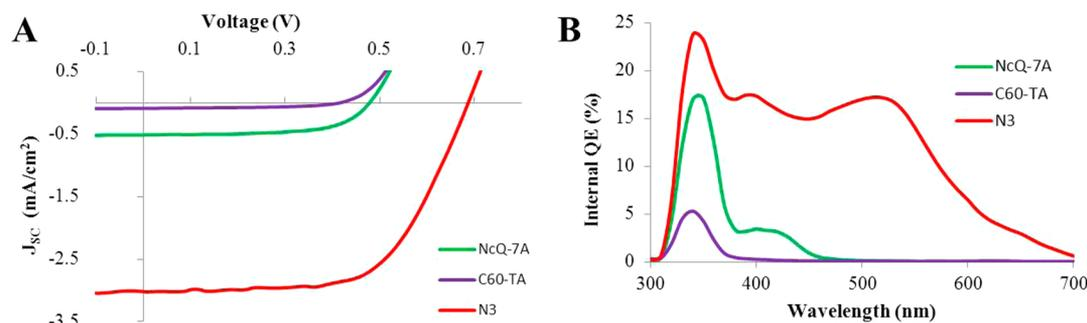 A
Voltage (V)
-0.1 0.1 0.3 0.5 0.7
0.5
-0.5
-1.5
-2.5
-3.5
JSC (mA/cm2)
NcQ-7A
C60-TA
N3
B
25
20
15
10
5
0
Internal QE (%)
300 400 500 600 700
Wavelength (nm)
NcQ-7A
C60-TA
N3